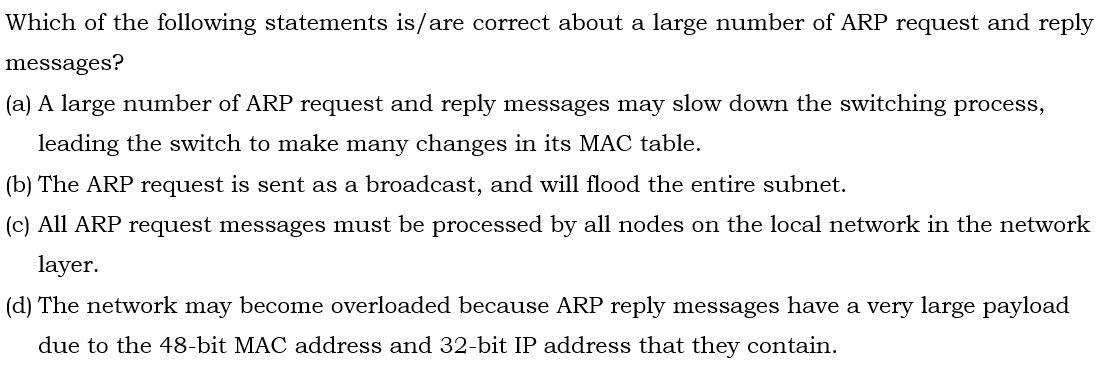 Which of the following statements is/are correct about a large number of ARP request and reply
messages?
(a) A large number of ARP request and reply messages may slow down the switching process,
leading the switch to make many changes in its MAC table.
(b) The ARP request is sent as a broadcast, and will flood the entire subnet.
(c) All ARP request messages must be processed by all nodes on the local network in the network
layer.
(d) The network may become overloaded because ARP reply messages have a very large payload
due to the 48-bit MAC address and 32-bit IP address that they contain.